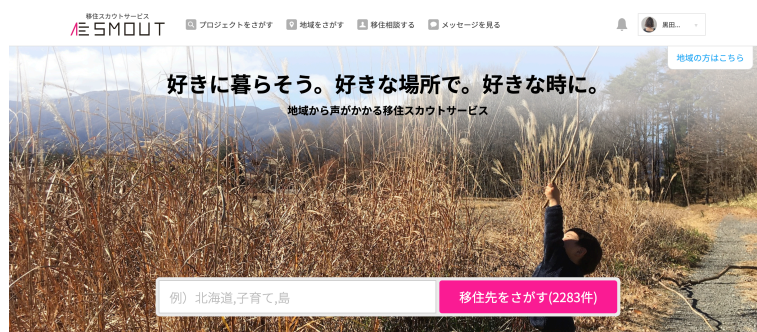 移住スカウトサービス
SMOUT
プロジェクトをさがす
地域をさがす
移住相談する
メッセージを見る
黒田...
地域の方はこちら
好きに暮らそう。好きな場所で。好きな時に。
地域から声がかかる移住スカウトサービス
例）北海道,子育て,島
移住先をさがす(2283件)